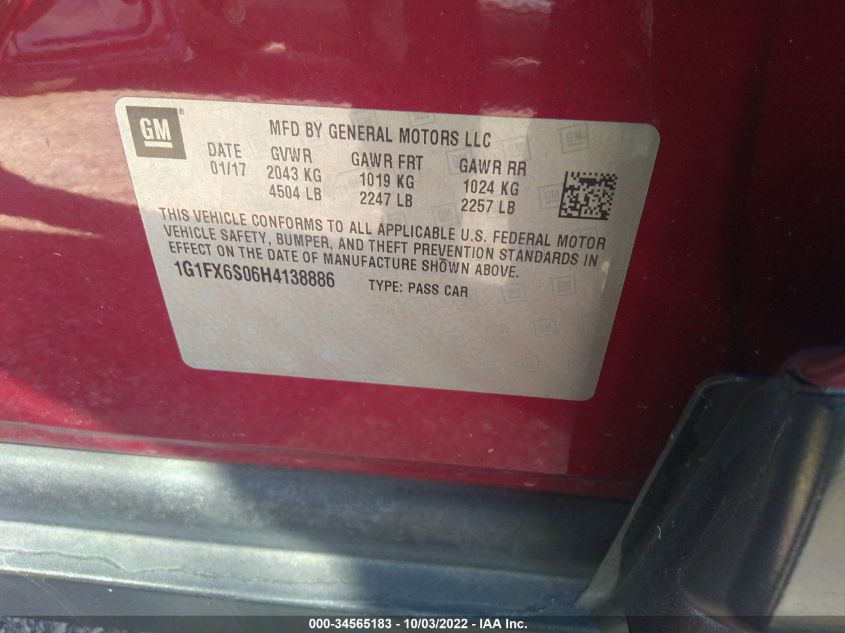 GM ®
MFD BY GENERAL MOTORS LLC
DATE GVWR GAWR FRT GAWR RR
01/17 2043 KG 1019 KG 1024 KG
4504 LB 2247 LB 2257 LB
THIS VEHICLE CONFORMS TO ALL APPLICABLE U.S. FEDERAL MOTOR
VEHICLE SAFETY, BUMPER, AND THEFT PREVENTION STANDARDS IN
EFFECT ON THE DATE OF MANUFACTURE SHOWN ABOVE.
1G1FX6S06H4138886 TYPE: PASS CAR
000-34565183 - 10/03/2022 - IAA Inc.